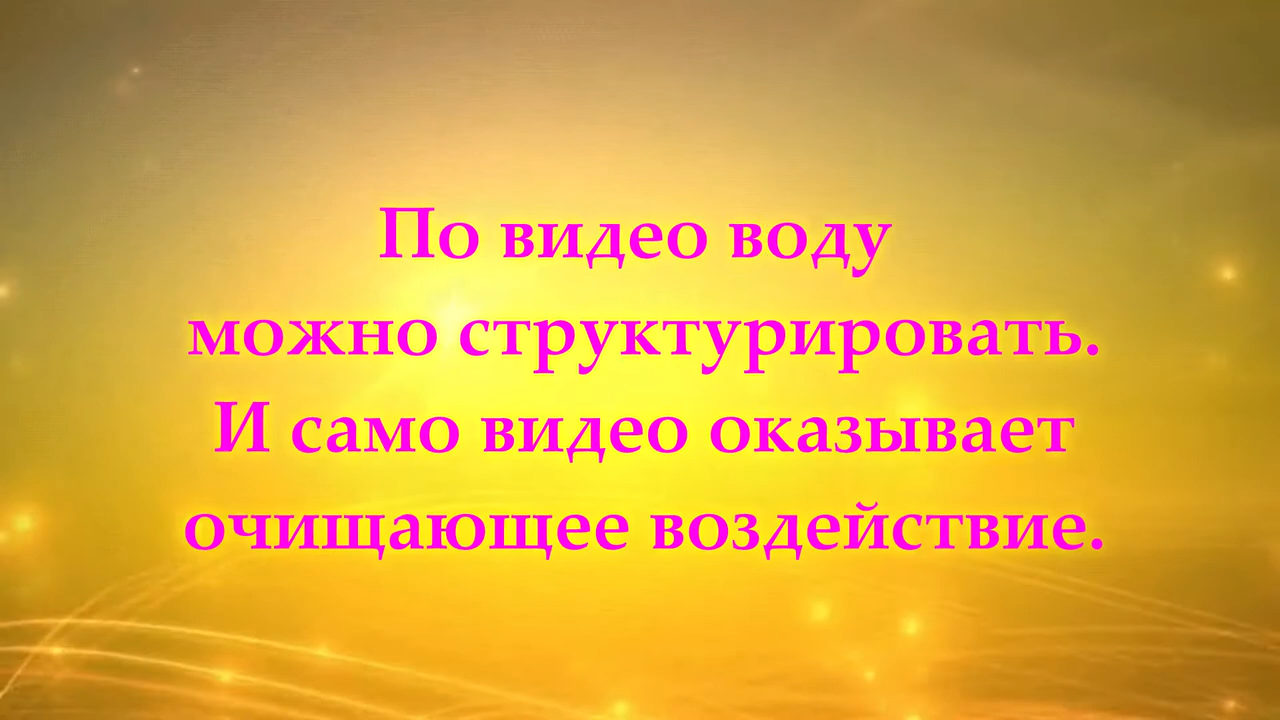 По видео воду
можно структурировать.
И само видео оказывает
очищающее воздействие.